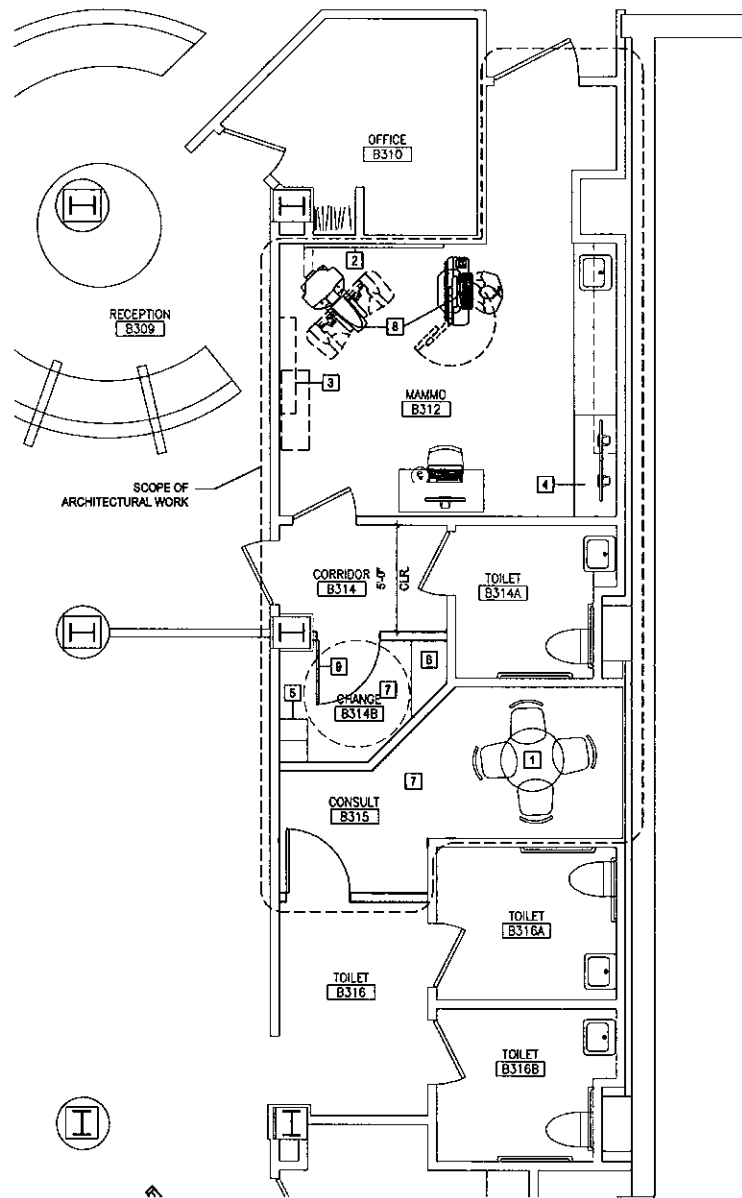 OFFICE
B310
2
8
RECEPTION
B309
3
MAMMO
B312
SCOPE OF
ARCHITECTURAL WORK
4
CORRIDOR
B314
5'-0"
CLR.
TOILET
B314A
9
6
5
7
CHANGE
B314B
1
7
CONSULT
B315
TOILET
B316A
TOILET
B316
TOILET
B316B